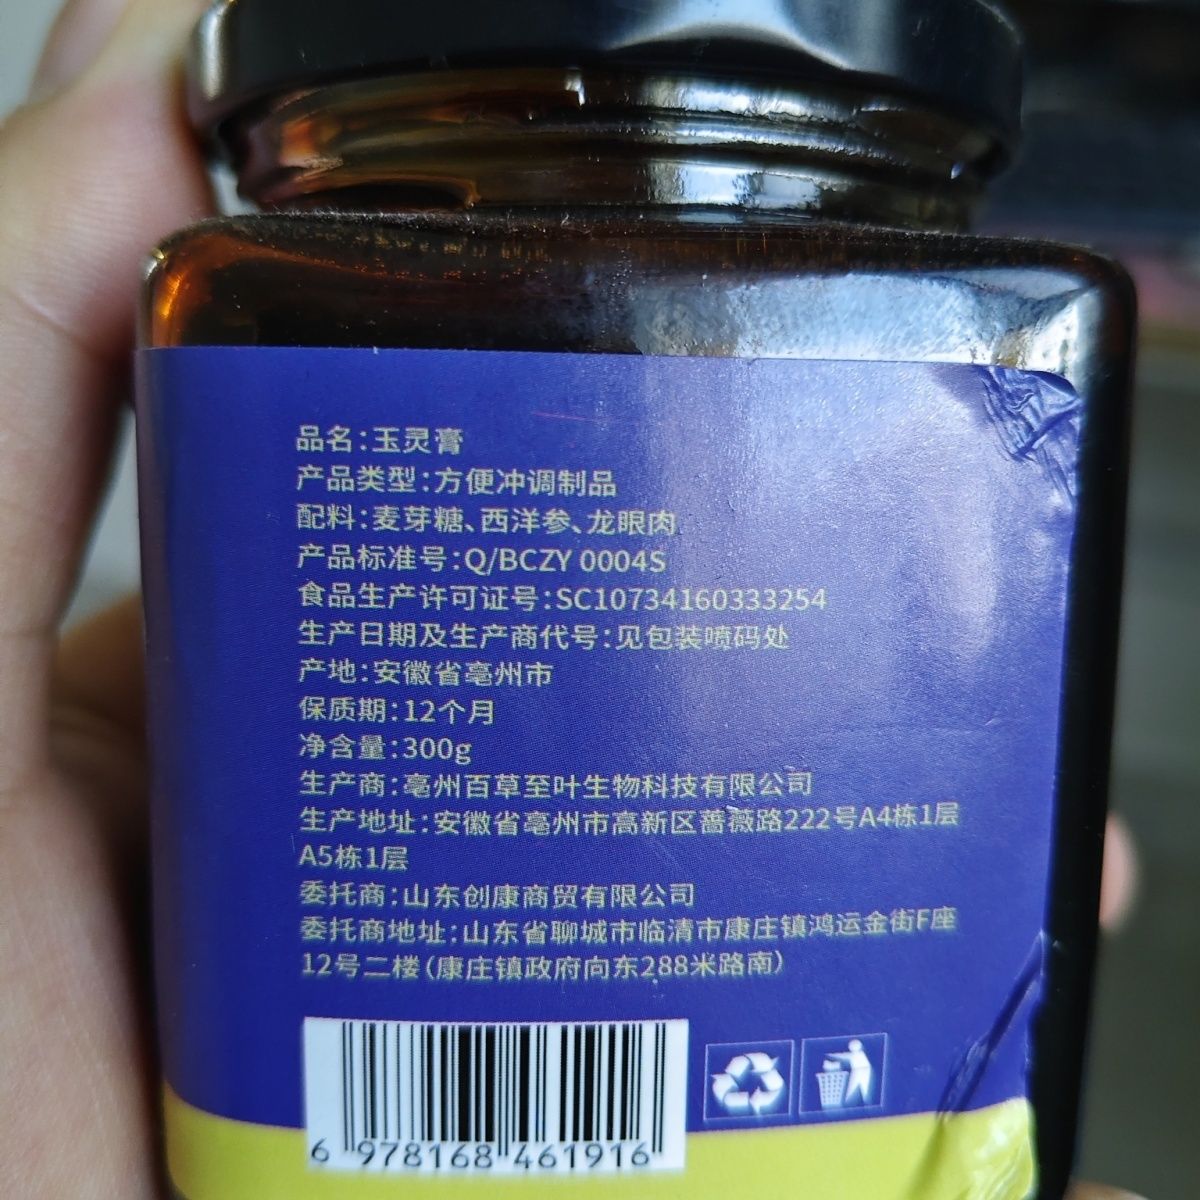 品名:玉灵膏
产品类型:方便冲调制品
配料:麦芽糖、西洋参、龙眼肉
产品标准号:Q/BCZY 0004S
食品生产许可证号:SC10734160333254
生产日期及生产商代号:见包装喷码处
产地:安徽省亳州市
保质期:12个月
净含量:300g
生产商:亳州百草至叶生物科技有限公司
生产地址:安徽省亳州市高新区蔷薇路222号A4栋1层
A5栋1层
委托商:山东创康商贸有限公司
委托商地址:山东省聊城市临清市康庄镇鸿运金街F座
12号二楼(康庄镇政府向东288米路南)
6 978168 461916